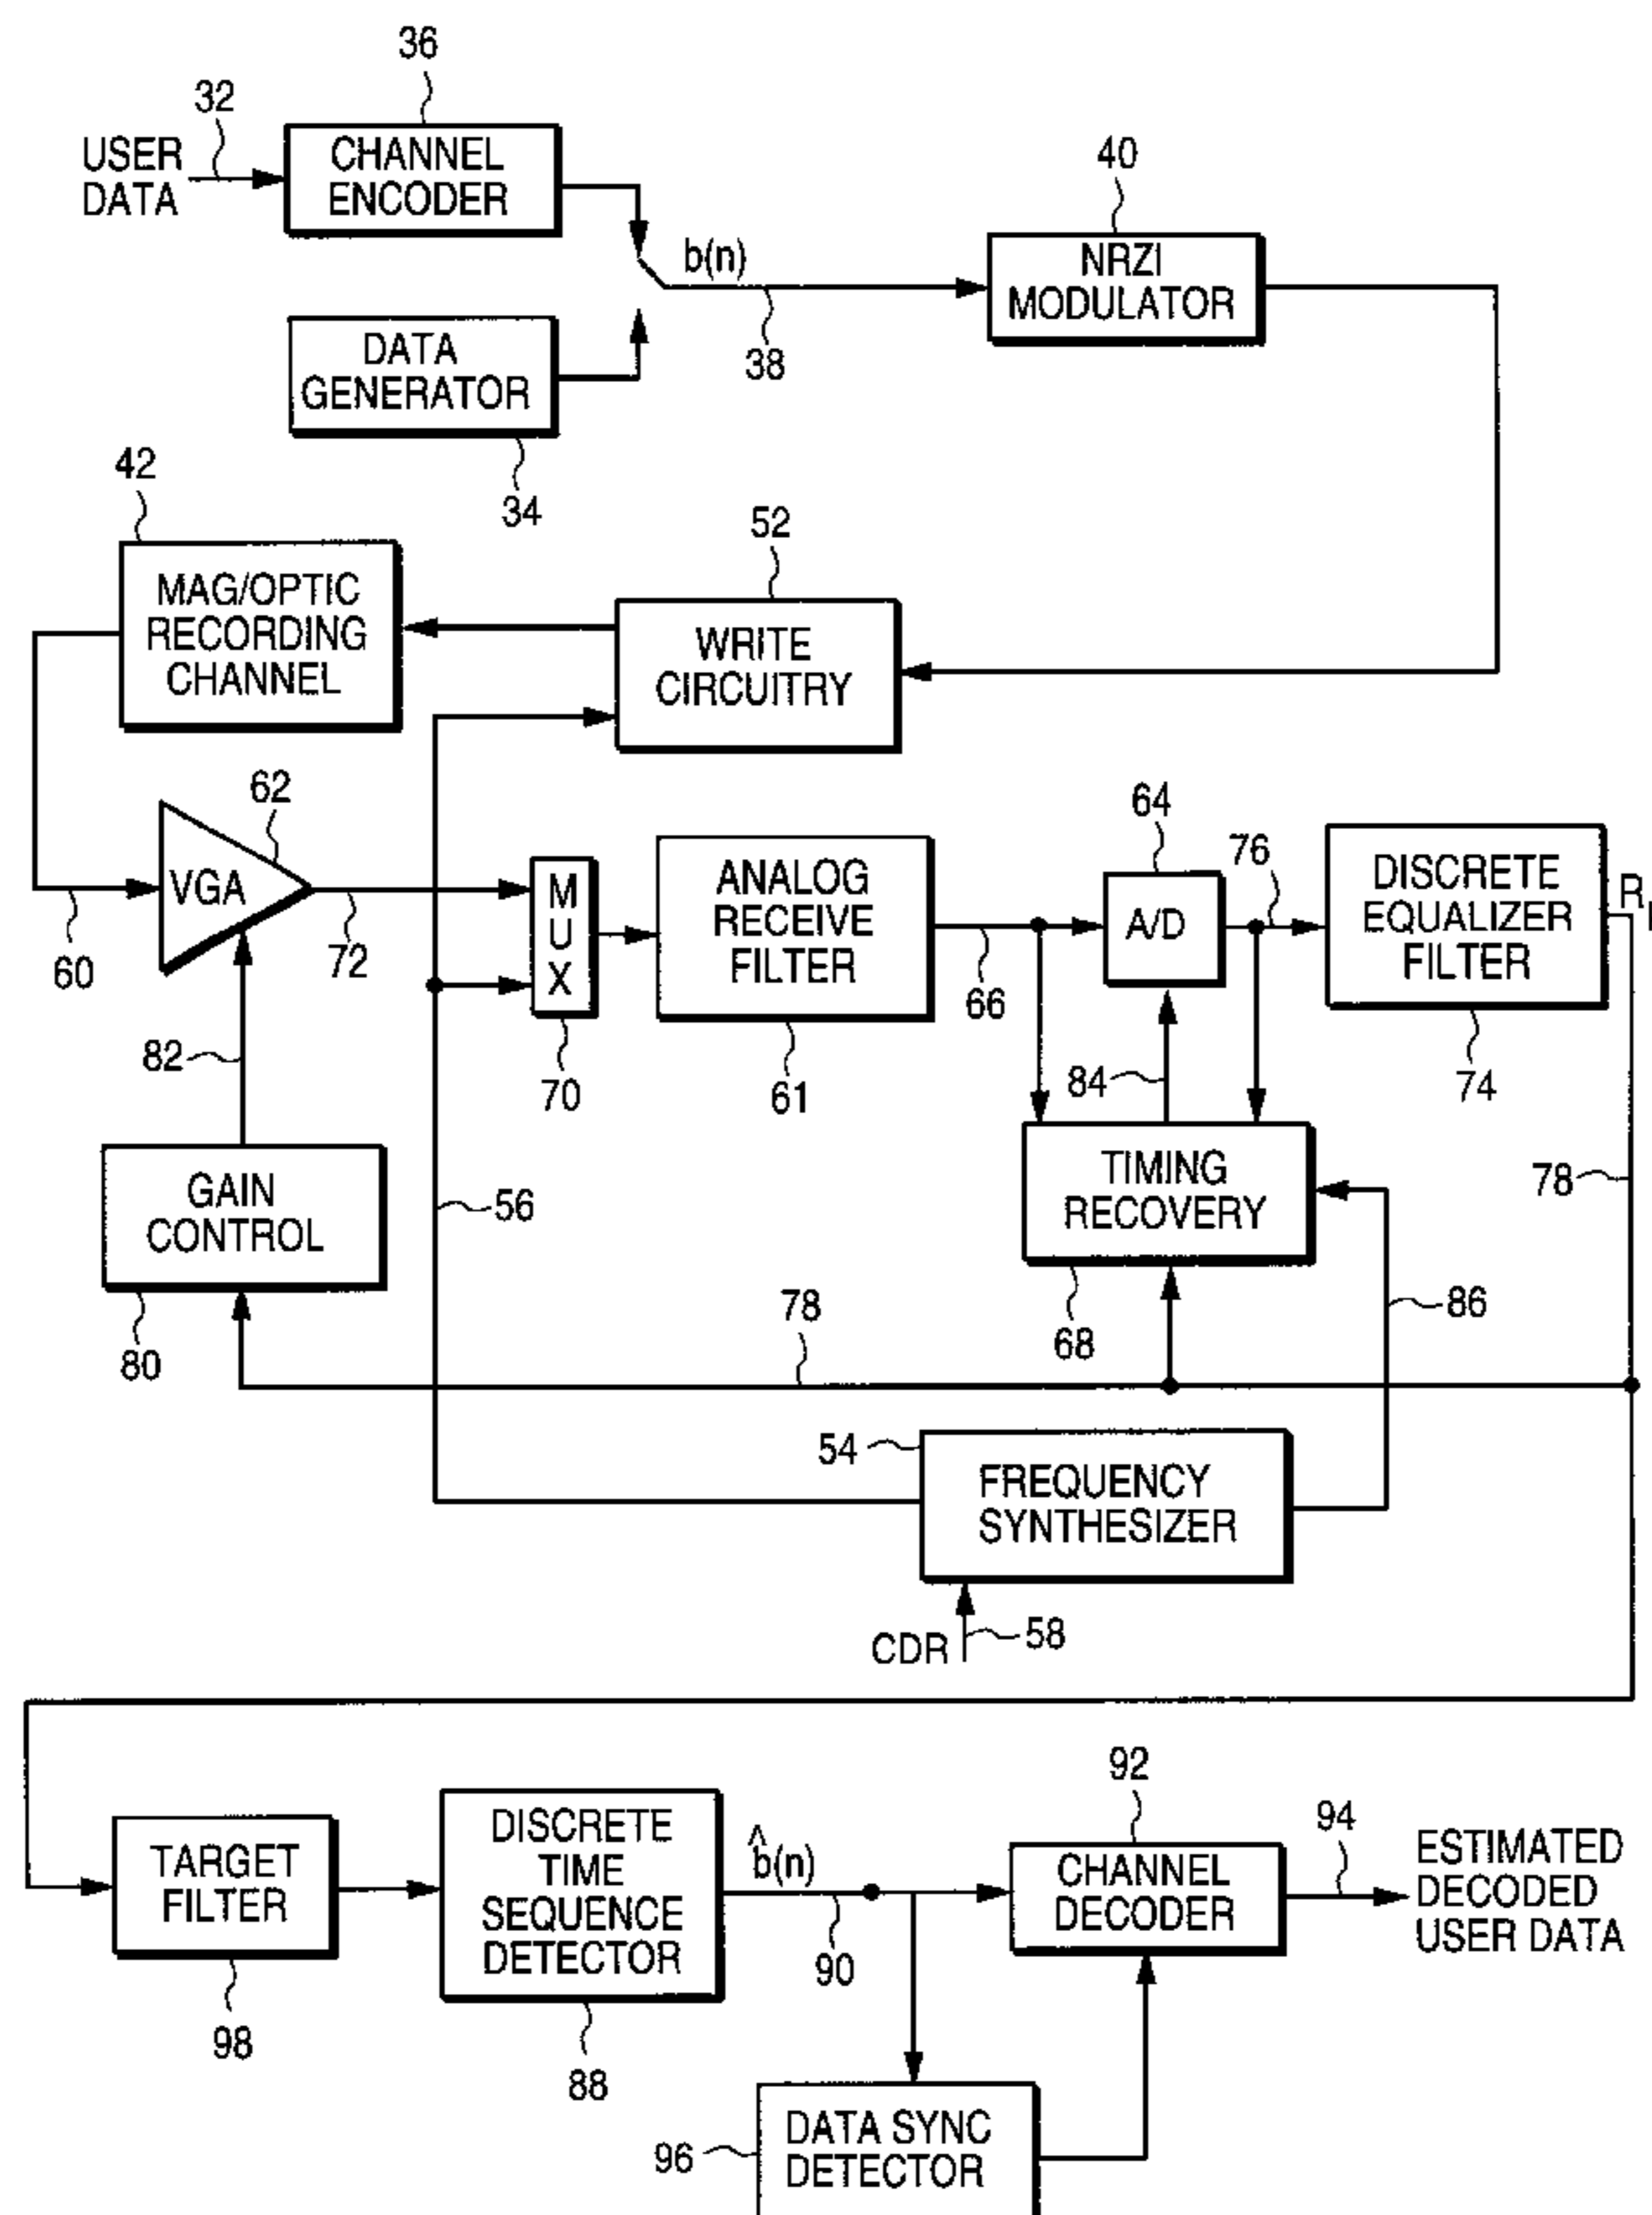 36
32
USER
DATA
CHANNEL
ENCODER
40
b(n)
NRZI
MODULATOR
38
DATA
GENERATOR
34
42
52
MAG/OPTIC
RECORDING
CHANNEL
WRITE
CIRCUITRY
62
64
76
VGA
60
72
M
U
X
70
ANALOG
RECEIVE
FILTER
61
66
A/D
DISCRETE
EQUALIZER
FILTER
74
82
84
GAIN
CONTROL
80
56
TIMING
RECOVERY
68
78
78
86
54
FREQUENCY
SYNTHESIZER
CDR
58
92
94
TARGET
FILTER
98
DISCRETE
TIME
SEQUENCE
DETECTOR
88
b̂(n)
90
CHANNEL
DECODER
ESTIMATED
DECODED
USER DATA
96
DATA SYNC
DETECTOR